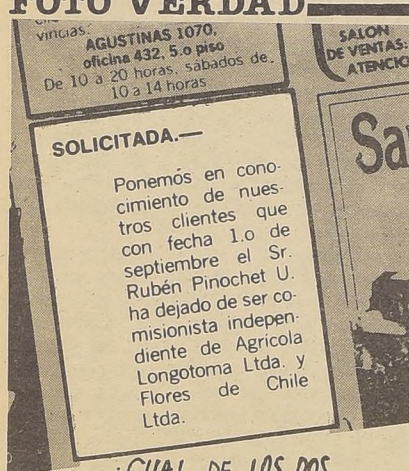 FOTO VERDAD
vincias.
AGUSTINAS 1070,
oficina 432, 5.o piso
De 10 a 20 horas, sábados de
10 a 14 horas
SALON
DE VENTAS:
ATENCIO
Sa
SOLICITADA.—
Ponemos en cono-
cimiento de nues-
tros clientes que
con fecha 1.o de
septiembre el Sr.
Rubén Pinochet U.
ha dejado de ser co-
misionista indepen-
diente de Agrícola
Longotoma Ltda. y
Flores de Chile
Ltda.
¿CUAL DE LOS DOS